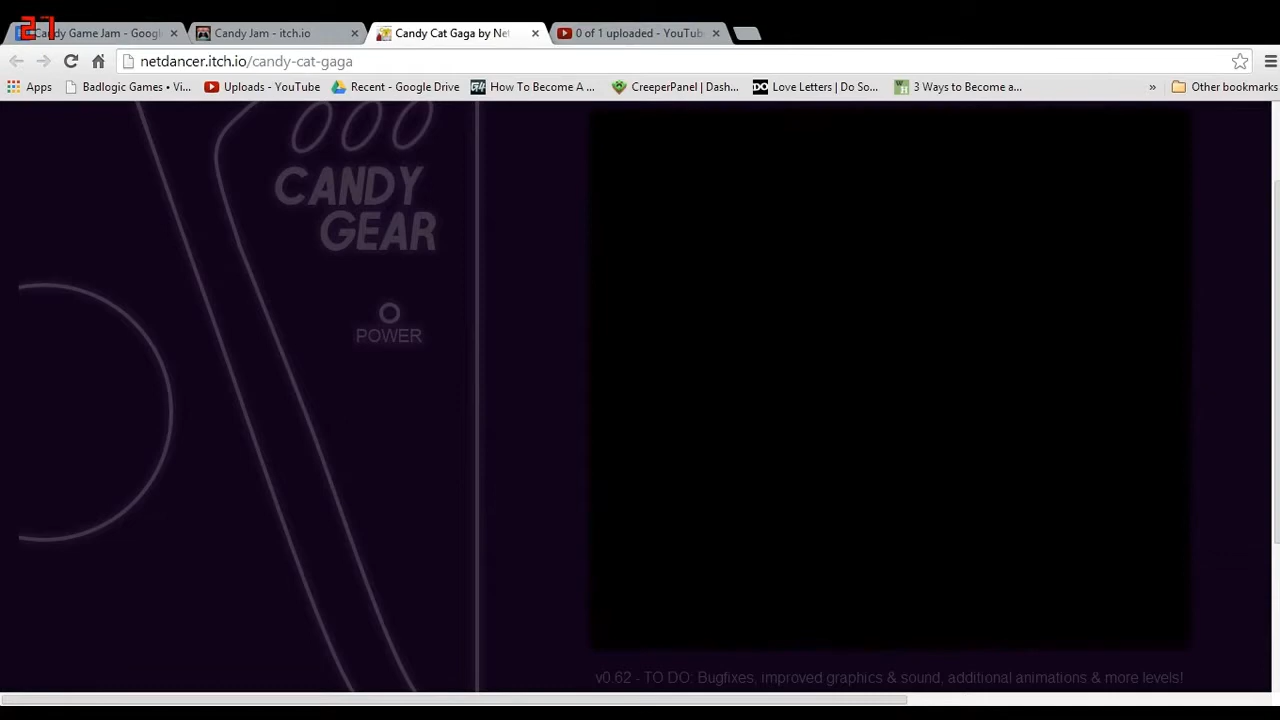 27
Candy Game Jam - Googl
Candy Jam - itch.io
Candy Cat Gaga by Net
0 of 1 uploaded - YouTub
netdancer.itch.io/candy-cat-gaga
Apps
Badlogic Games • Vi...
Uploads - YouTube
Recent - Google Drive
How To Become A ...
CreeperPanel | Dash...
DO
Love Letters | Do So...
3 Ways to Become a...
»
Other bookmarks
CANDY
GEAR
POWER
v0.62 - TO DO: Bugfixes, improved graphics & sound, additional animations & more levels!